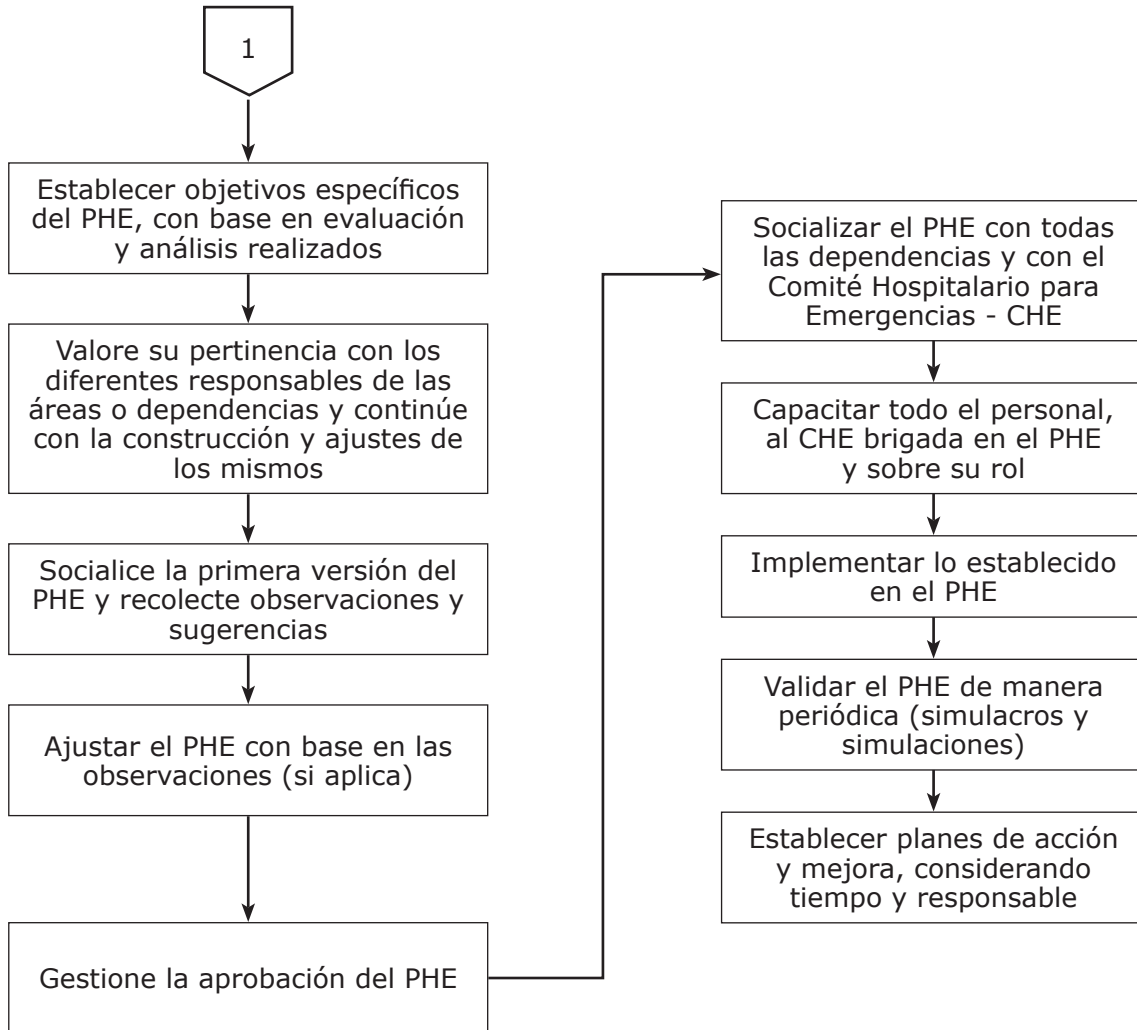 1
Establecer objetivos específicos
del PHE, con base en evaluación
y análisis realizados
Valore su pertinencia con los
diferentes responsables de las
áreas o dependencias y continúe
con la construcción y ajustes de
los mismos
Socialice la primera versión del
PHE y recolecte observaciones y
sugerencias
Ajustar el PHE con base en las
observaciones (si aplica)
Gestione la aprobación del PHE
Socializar el PHE con todas
las dependencias y con el
Comité Hospitalario para
Emergencias - CHE
Capacitar todo el personal,
al CHE brigada en el PHE
y sobre su rol
Implementar lo establecido
en el PHE
Validar el PHE de manera
periódica (simulacros y
simulaciones)
Establecer planes de acción
y mejora, considerando
tiempo y responsable